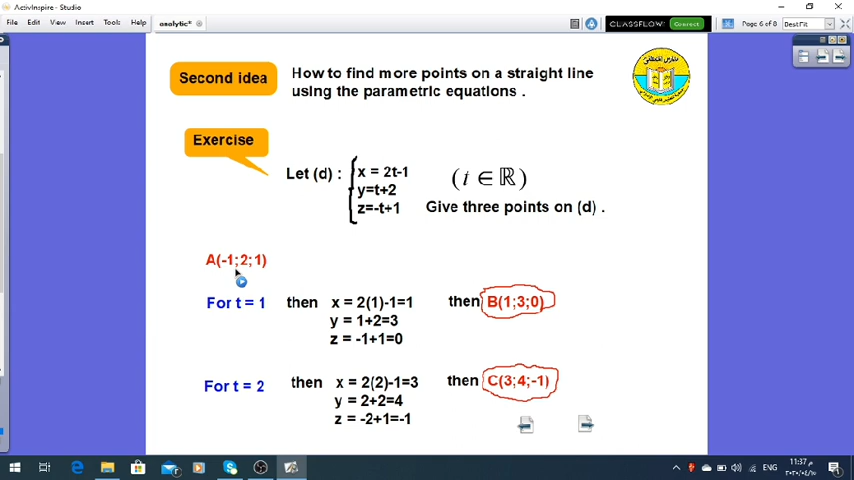 ActivInspire - Studio
File Edit View Insert Tools Help
analytic*
CLASSFLOW Connect
Page 6 of 8
BestFit
Second idea
How to find more points on a straight line
using the parametric equations .
Exercise
Let (d) :
x = 2t-1
y=t+2
z=-t+1
(t ∈ ℝ)
Give three points on (d) .
A(-1;2;1)
For t = 1 then x = 2(1)-1=1 then B(1;3;0)
y = 1+2=3
z = -1+1=0
For t = 2 then x = 2(2)-1=3 then C(3;4;-1)
y = 2+2=4
z = -2+1=-1
ENG
11:37 م